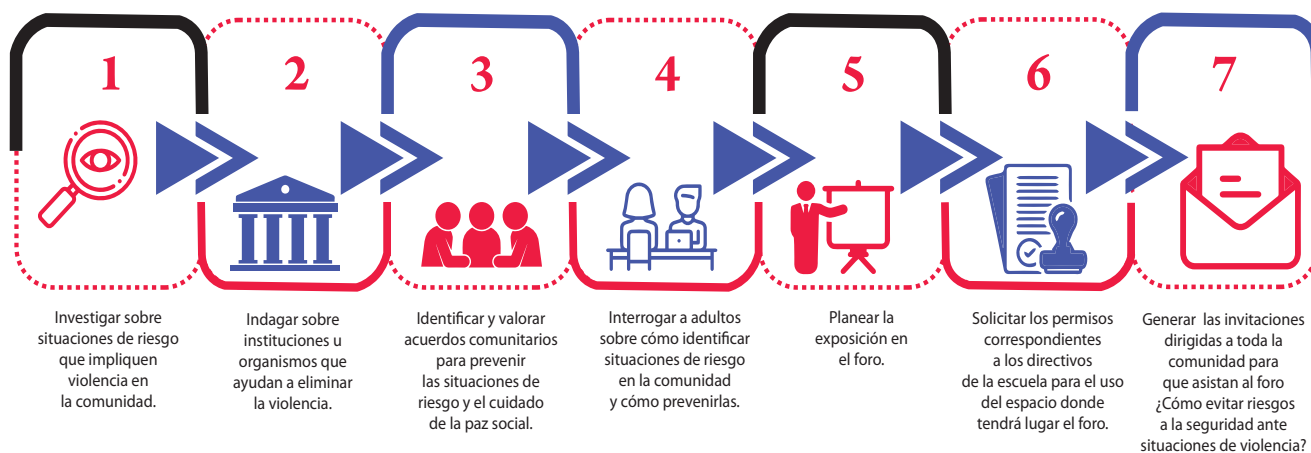 1
Investigar sobre
situaciones de riesgo
que impliquen
violencia en
la comunidad.
2
Indagar sobre
instituciones u
organismos que
ayudan a eliminar
la violencia.
3
Identificar y valorar
acuerdos comunitarios
para prevenir
las situaciones de
riesgo y el cuidado
de la paz social.
4
Interrogar a adultos
sobre cómo identificar
situaciones de riesgo
en la comunidad
y cómo prevenirlas.
5
Planear la
exposición en
el foro.
6
Solicitar los permisos
correspondientes
a los directivos
de la escuela para el uso
del espacio donde
tendrá lugar el foro.
7
Generar las invitaciones
dirigidas a toda la
comunidad para
que asistan al foro
¿Cómo evitar riesgos
a la seguridad ante
situaciones de violencia?